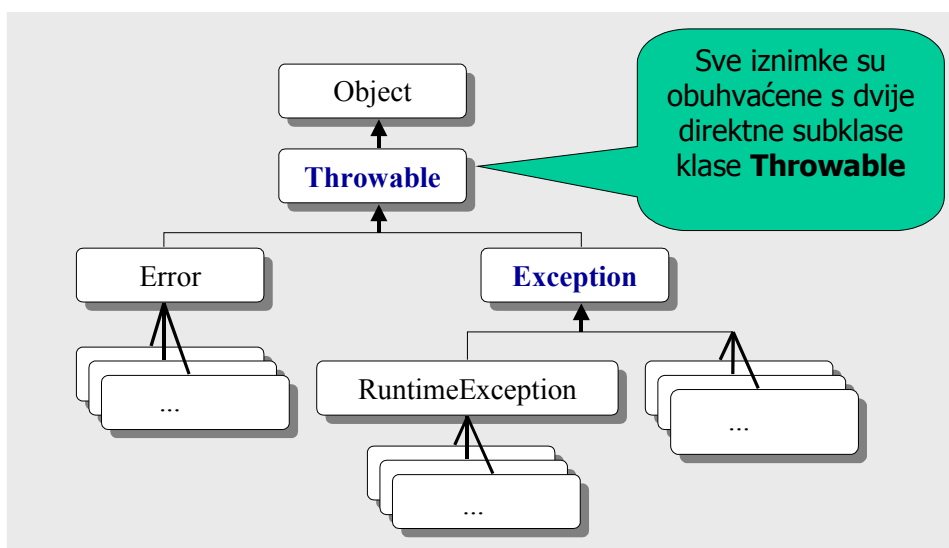 Sve iznimke su
obuhvaćene s dvije
direktne subklase
klase Throwable
Object
Throwable
Error
Exception
RuntimeException
...
...
...